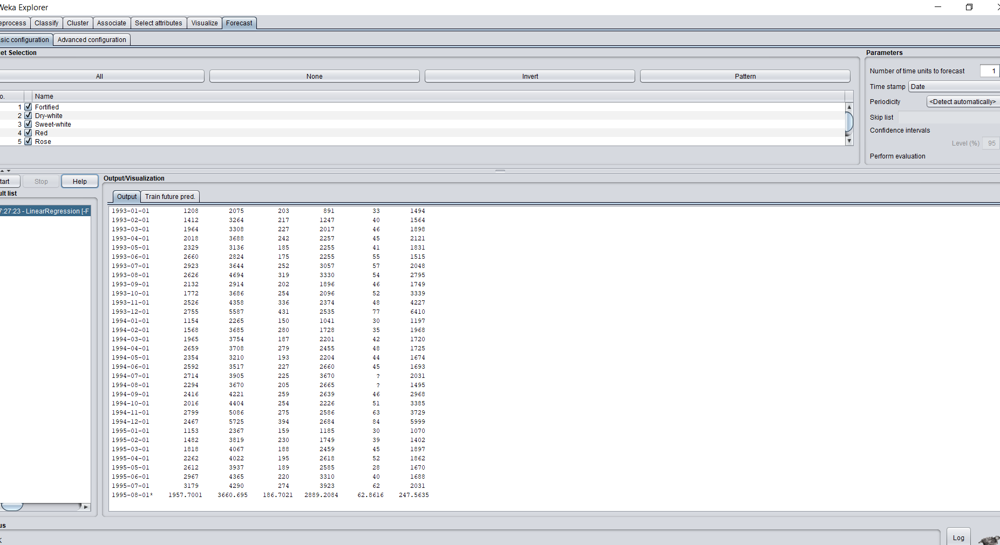 Weka Explorer
eprocess Classify Cluster Associate Select attributes Visualize Forecast
sic configuration Advanced configuration
et Selection
All None Invert Pattern
o. Name
1 Fortified
2 Dry-white
3 Sweet-white
4 Red
5 Rose
Parameters
Number of time units to forecast 1
Time stamp Date
Periodicity <Detect automatically>
Skip list
Confidence intervals
Level (%) 95
Perform evaluation
tart Stop Help
ult list
7:27:23 - LinearRegression [-F
Output/Visualization
Output Train future pred.
1993-01-01 1208 2075 203 891 33 1494
1993-02-01 1412 3264 217 1247 40 1564
1993-03-01 1964 3308 227 2017 46 1898
1993-04-01 2018 3688 242 2257 45 2121
1993-05-01 2329 3136 185 2255 41 1831
1993-06-01 2660 2824 175 2255 55 1515
1993-07-01 2923 3644 252 3057 57 2048
1993-08-01 2626 4694 319 3330 54 2795
1993-09-01 2132 2914 202 1896 46 1749
1993-10-01 1772 3686 254 2096 52 3339
1993-11-01 2526 4358 336 2374 48 4227
1993-12-01 2755 5587 431 2535 77 6410
1994-01-01 1154 2265 150 1041 30 1197
1994-02-01 1568 3685 280 1728 35 1968
1994-03-01 1965 3754 187 2201 42 1720
1994-04-01 2659 3708 279 2455 48 1725
1994-05-01 2354 3210 193 2204 44 1674
1994-06-01 2592 3517 227 2660 45 1693
1994-07-01 2714 3905 225 3670 ? 2031
1994-08-01 2294 3670 205 2665 ? 1495
1994-09-01 2416 4221 259 2639 46 2968
1994-10-01 2016 4404 254 2226 51 3385
1994-11-01 2799 5086 275 2586 63 3729
1994-12-01 2467 5725 394 2684 84 5999
1995-01-01 1153 2367 159 1185 30 1070
1995-02-01 1482 3819 230 1749 39 1402
1995-03-01 1818 4067 188 2459 45 1897
1995-04-01 2262 4022 195 2618 52 1862
1995-05-01 2612 3937 189 2585 28 1670
1995-06-01 2967 4365 220 3310 40 1688
1995-07-01 3179 4290 274 3923 62 2031
1995-08-01* 1957.7001 3660.695 186.7021 2889.2084 62.8616 247.5635
us
K
Log